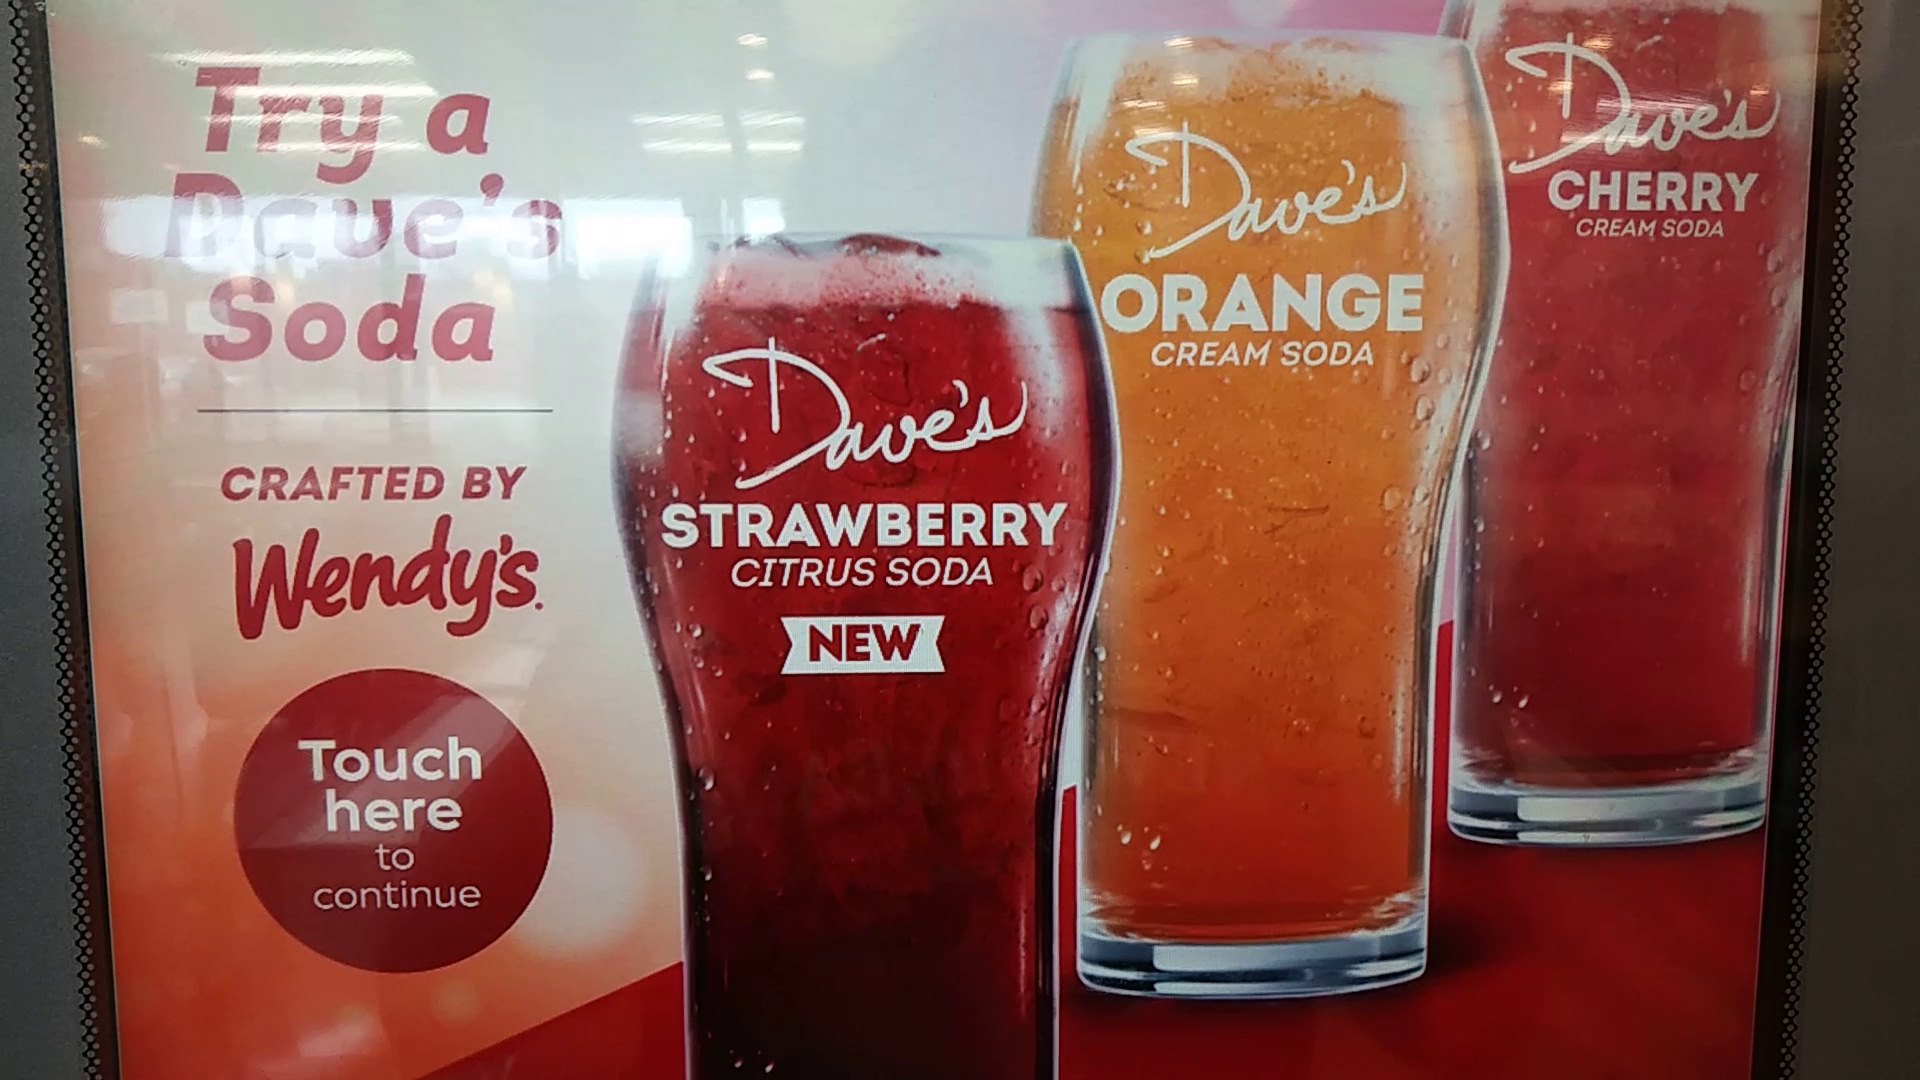 Try a
Dave's
Soda
CRAFTED BY
Wendy's.
Touch
here
to
continue
Dave's
STRAWBERRY
CITRUS SODA
NEW
Dave's
ORANGE
CREAM SODA
Dave's
CHERRY
CREAM SODA